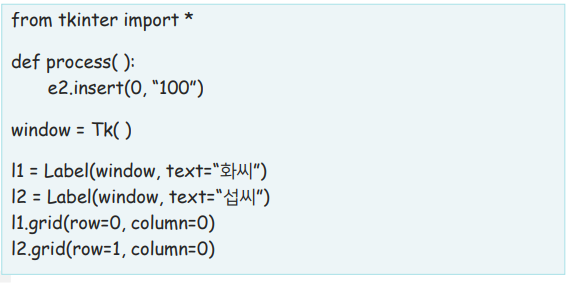 from tkinter import *
def process( ):
e2.insert(0, “100”)
window = Tk( )
l1 = Label(window, text=“화씨”)
l2 = Label(window, text=“섭씨”)
l1.grid(row=0, column=0)
l2.grid(row=1, column=0)